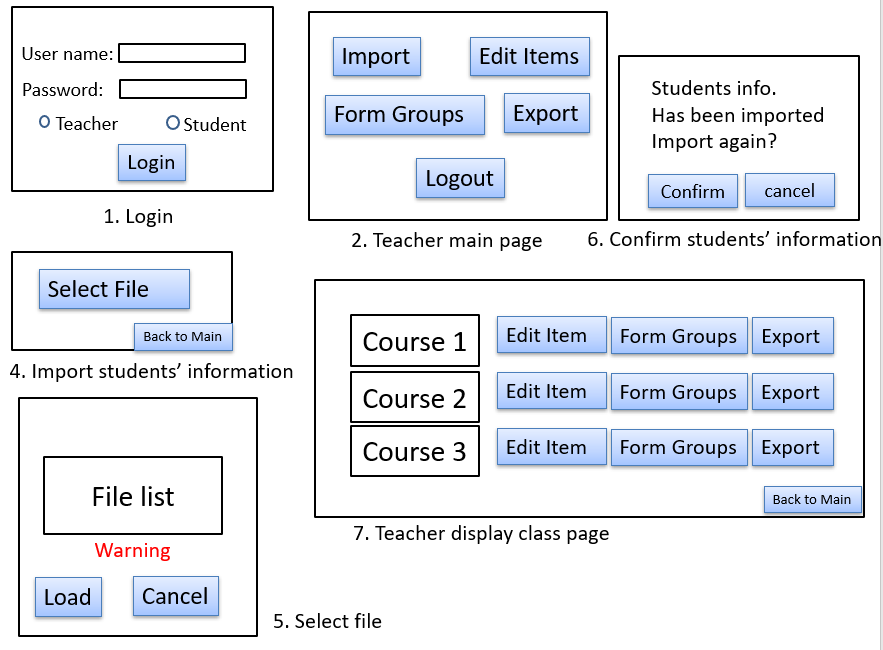 User name:
Password:
Teacher Student
Login
1. Login
Import Edit Items
Form Groups Export
Logout
2. Teacher main page
Students info.
Has been imported
Import again?
Confirm cancel
6. Confirm students’ information
Select File
Back to Main
4. Import students’ information
Course 1 Edit Item Form Groups Export
Course 2 Edit Item Form Groups Export
Course 3 Edit Item Form Groups Export
Back to Main
7. Teacher display class page
File list
Warning
Load Cancel
5. Select file